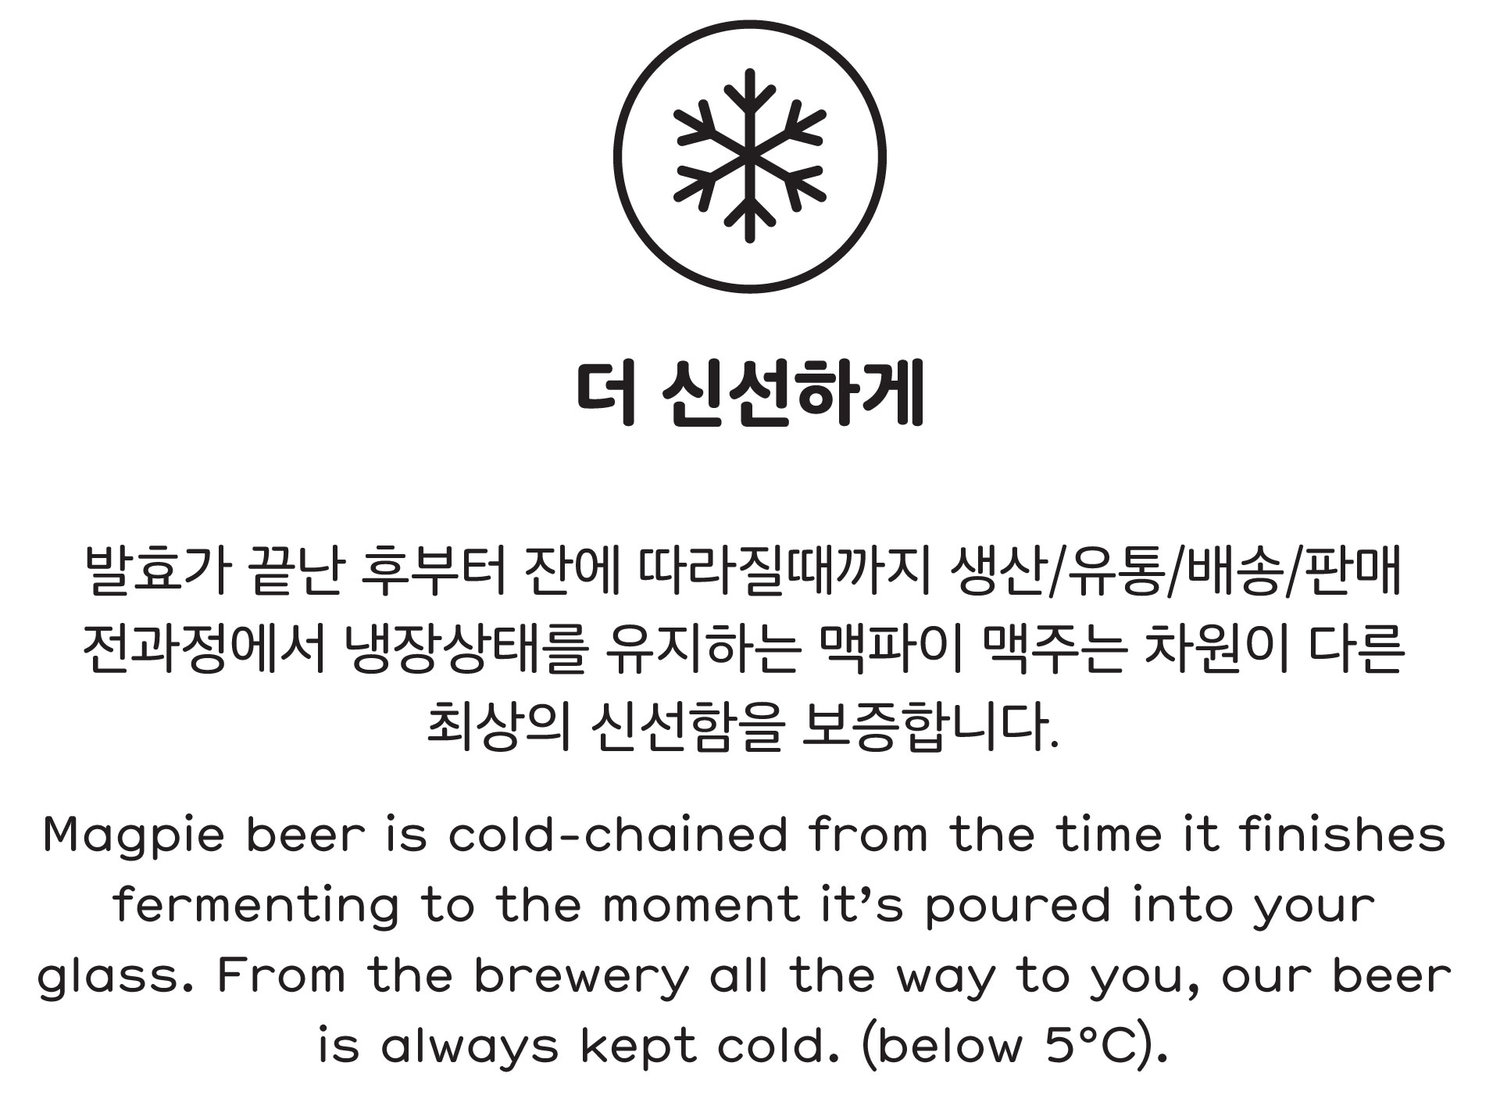 더 신선하게
발효가 끝난 후부터 잔에 따라질때까지 생산/유통/배송/판매
전과정에서 냉장상태를 유지하는 맥파이 맥주는 차원이 다른
최상의 신선함을 보증합니다.
Magpie beer is cold-chained from the time it finishes
fermenting to the moment it’s poured into your
glass. From the brewery all the way to you, our beer
is always kept cold. (below 5°C).